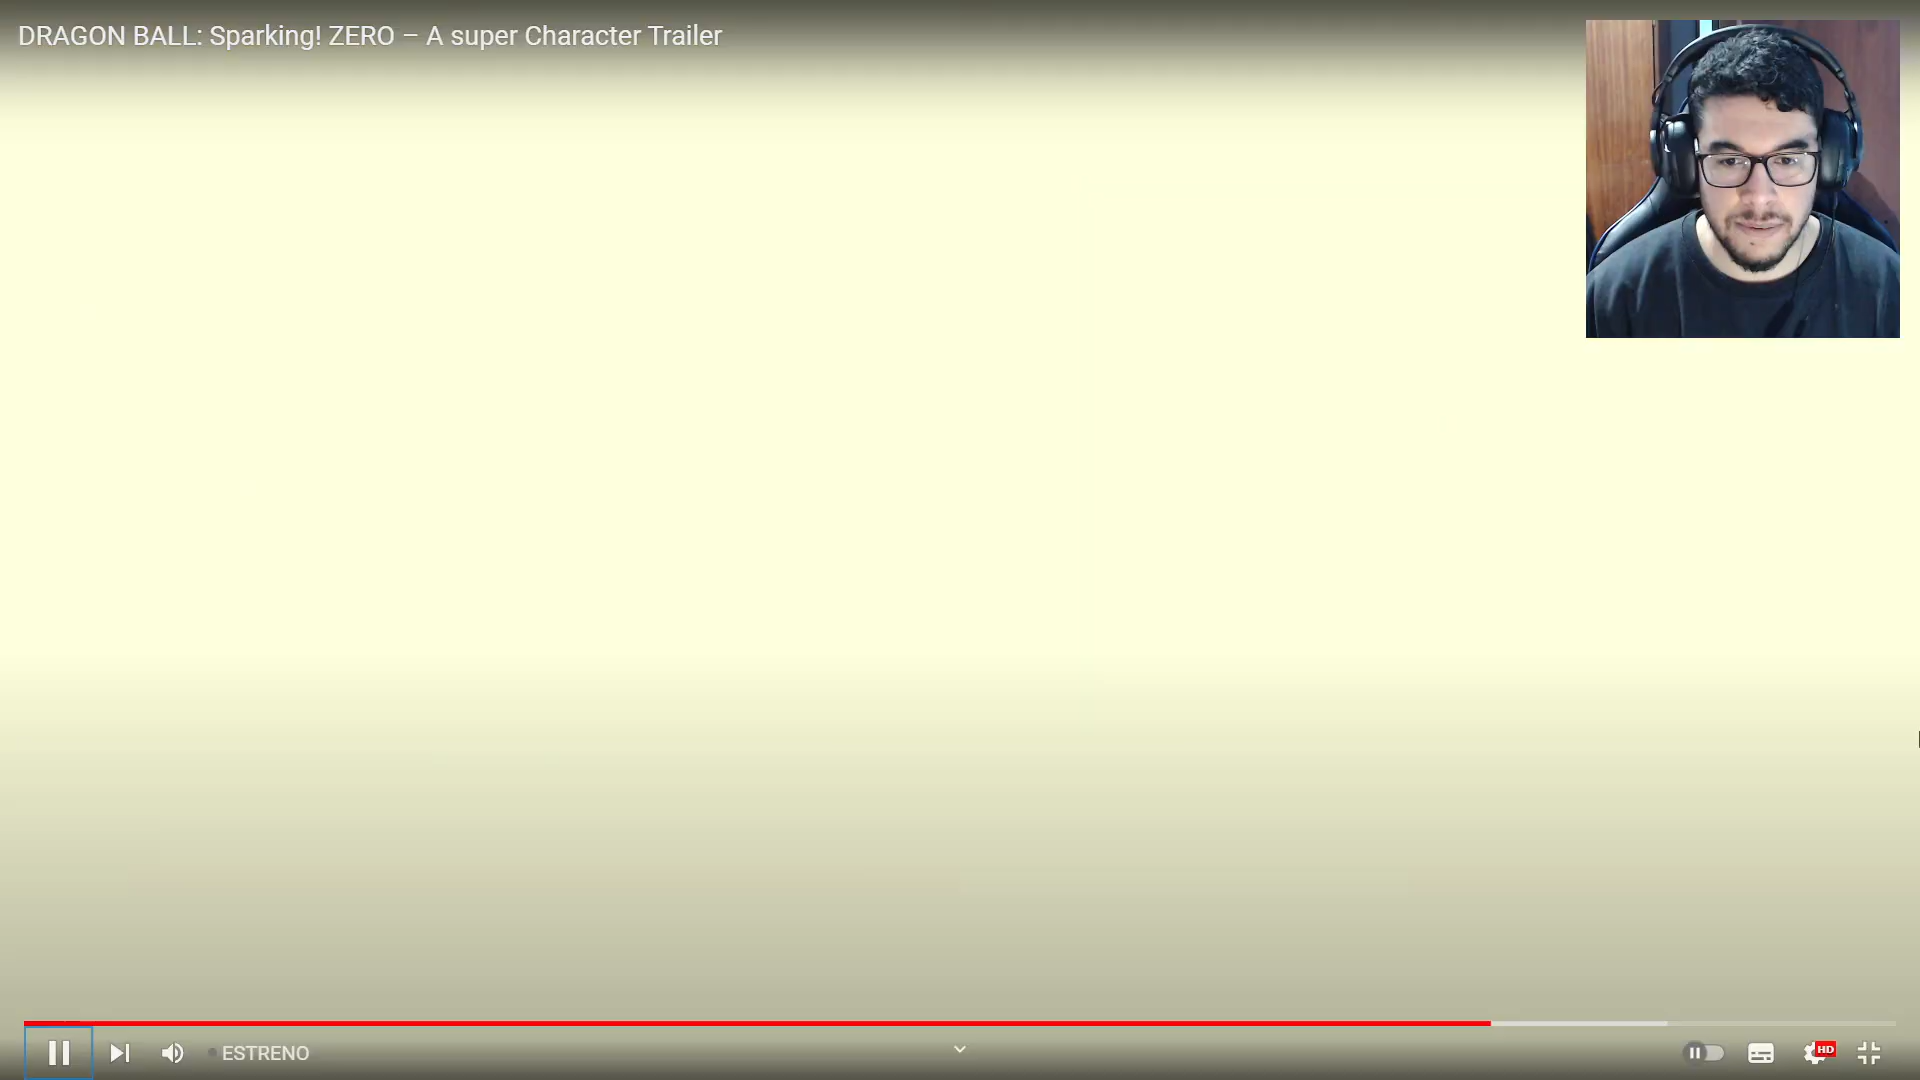 DRAGON BALL: Sparking! ZERO – A super Character Trailer
ESTRENO
HD